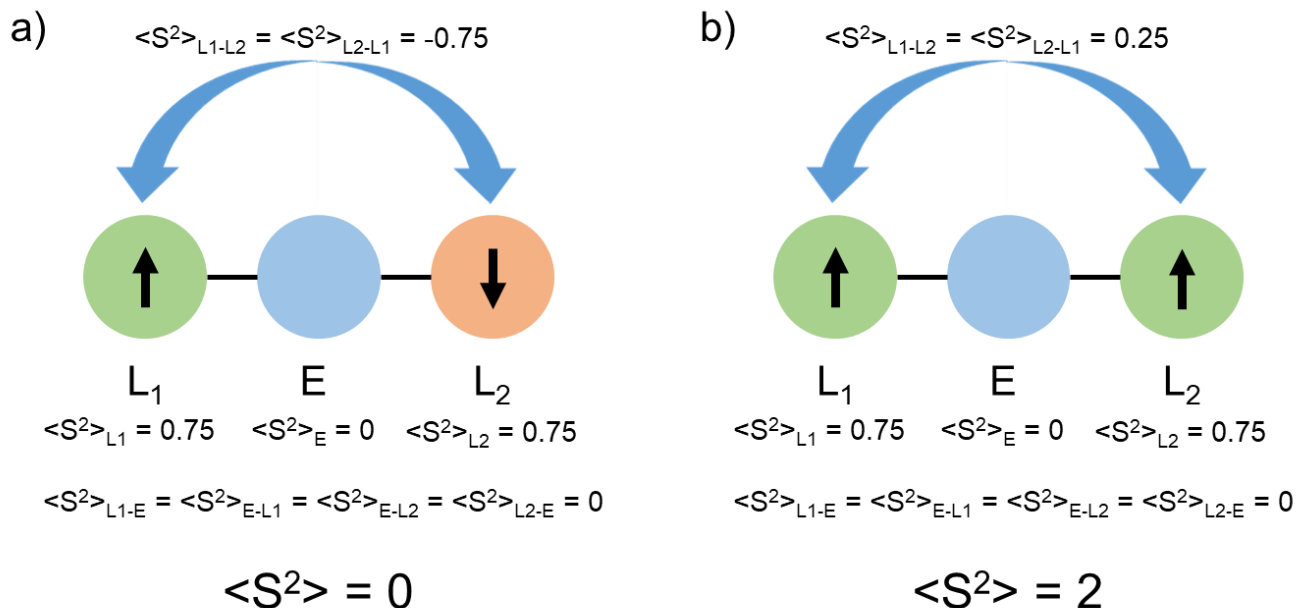 a)
<S²>L1-L2 = <S²>L2-L1 = -0.75
L₁ E L₂
<S²>L1 = 0.75 <S²>E = 0 <S²>L2 = 0.75
<S²>L1-E = <S²>E-L1 = <S²>E-L2 = <S²>L2-E = 0
<S²> = 0
b)
<S²>L1-L2 = <S²>L2-L1 = 0.25
L₁ E L₂
<S²>L1 = 0.75 <S²>E = 0 <S²>L2 = 0.75
<S²>L1-E = <S²>E-L1 = <S²>E-L2 = <S²>L2-E = 0
<S²> = 2